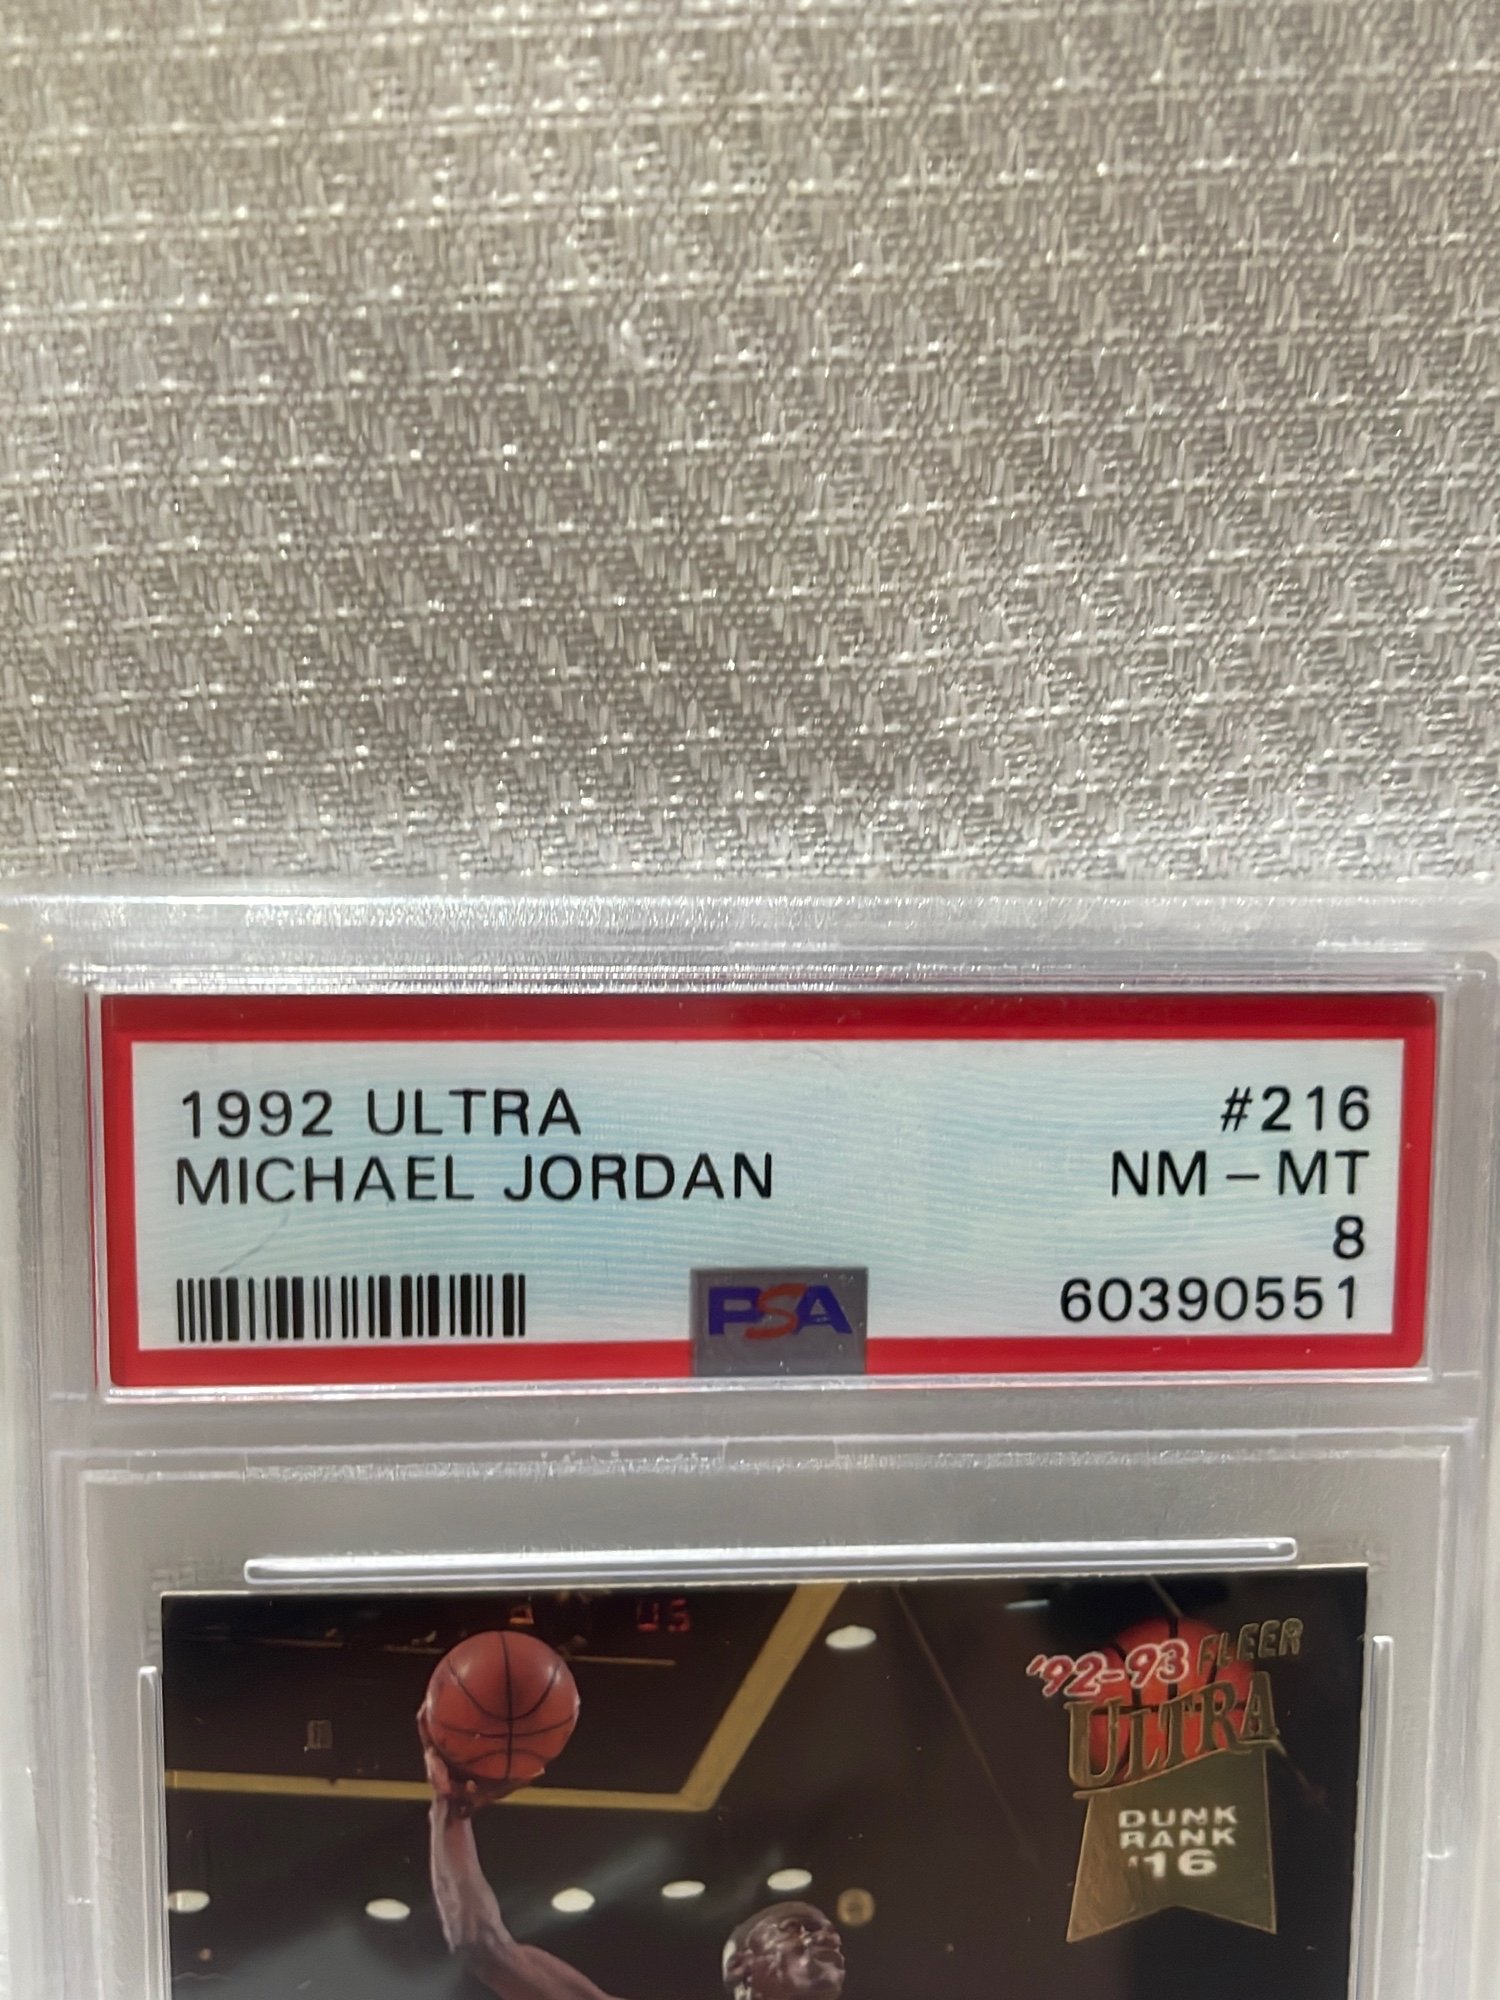 1992 ULTRA
MICHAEL JORDAN
#216
NM - MT
8
60390551
PSA
'92-93 FLEER
ULTRA
DUNK
RANK
'16